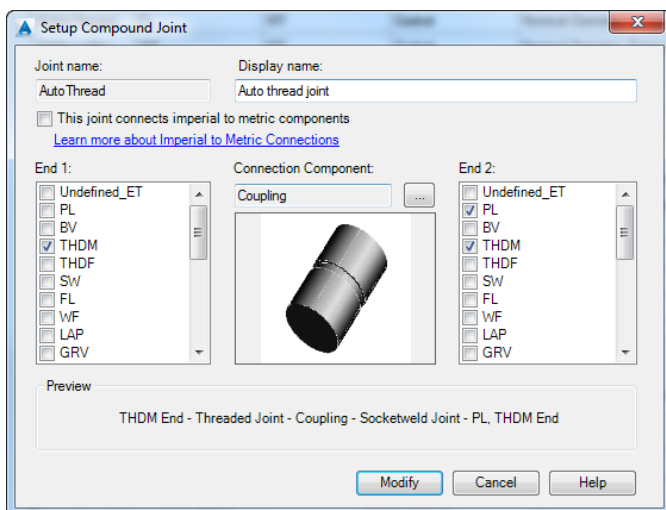 Setup Compound Joint
Joint name:
Display name:
AutoThread
Auto thread joint
This joint connects imperial to metric components
Learn more about Imperial to Metric Connections
End 1:
Connection Component:
End 2:
Undefined_ET
PL
BV
THDM
THDF
SW
FL
WF
LAP
GRV
Coupling
...
Undefined_ET
PL
BV
THDM
THDF
SW
FL
WF
LAP
GRV
Preview
THDM End - Threaded Joint - Coupling - Socketweld Joint - PL, THDM End
Modify
Cancel
Help